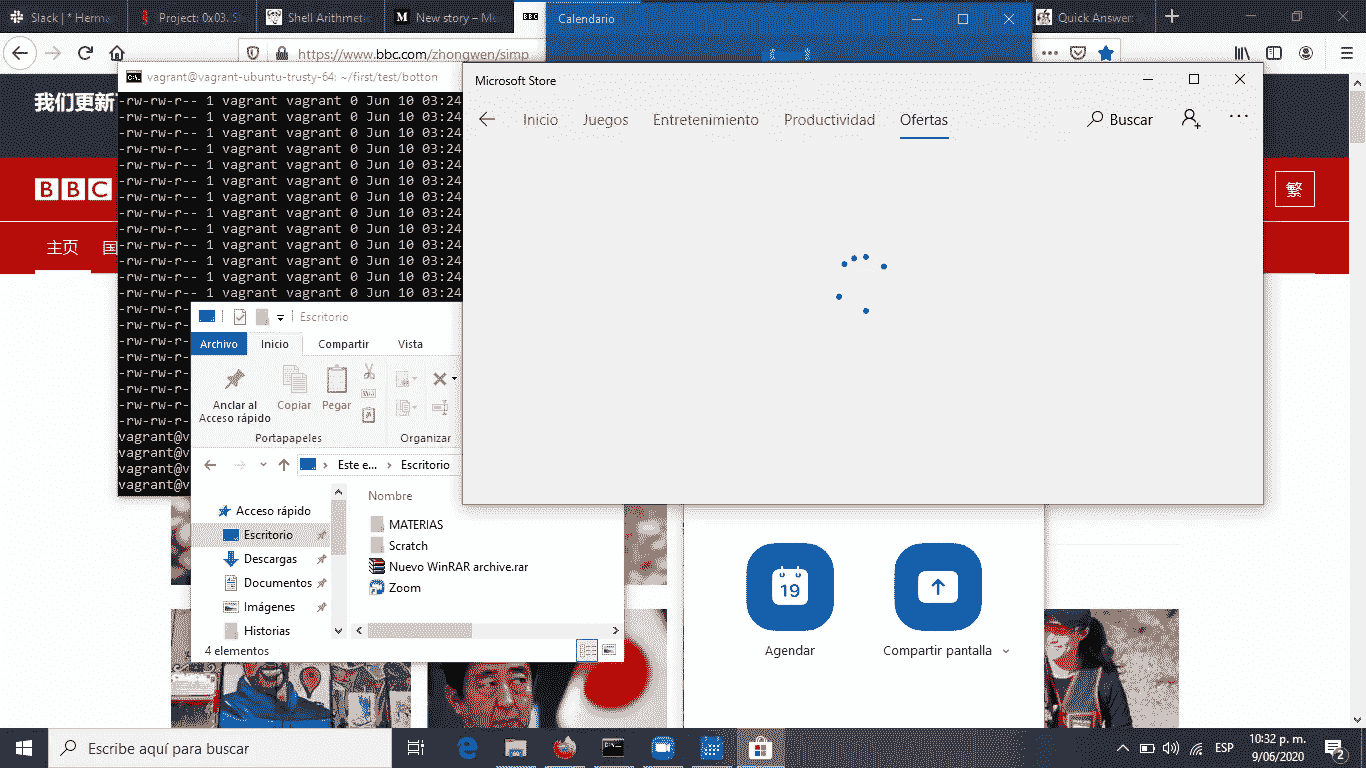 Slack | * Herma
Project: 0x03. S
Shell Arithmeti
New story – M
BBC
Calendario
Quick Answer:
https://www.bbc.com/zhongwen/simp
vagrant@vagrant-ubuntu-trusty-64: ~/first/test/botton
Microsoft Store
Inicio Juegos Entretenimiento Productividad Ofertas
Buscar
我们更新
BBC
繁
主页 国
-rw-rw-r-- 1 vagrant vagrant 0 Jun 10 03:24
-rw-rw-r-- 1 vagrant vagrant 0 Jun 10 03:24
-rw-rw-r-- 1 vagrant vagrant 0 Jun 10 03:24
-rw-rw-r-- 1 vagrant vagrant 0 Jun 10 03:24
-rw-rw-r-- 1 vagrant vagrant 0 Jun 10 03:24
-rw-rw-r-- 1 vagrant vagrant 0 Jun 10 03:24
-rw-rw-r-- 1 vagrant vagrant 0 Jun 10 03:24
-rw-rw-r-- 1 vagrant vagrant 0 Jun 10 03:24
-rw-rw-r-- 1 vagrant vagrant 0 Jun 10 03:24
-rw-rw-r-- 1 vagrant vagrant 0 Jun 10 03:24
-rw-rw-r-- 1 vagrant vagrant 0 Jun 10 03:24
-rw-rw-r-- 1 vagrant vagrant 0 Jun 10 03:24
-rw-rw-r-- 1 vagrant vagrant 0 Jun 10 03:24
-rw-rw-r-
-rw-rw-r-
-rw-rw-r-
-rw-rw-r-
-rw-rw-r-
-rw-rw-r-
-rw-rw-r-
-rw-rw-r-
vagrant@v
vagrant@v
vagrant@v
vagrant@v
Escritorio
Archivo Inicio Compartir Vista
Anclar al
Acceso rápido
Copiar Pegar
Portapapeles Organizar
Este e... Escritorio
Nombre
Acceso rápido
Escritorio
Descargas
Documentos
Imágenes
Historias
MATERIAS
Scratch
Nuevo WinRAR archive.rar
Zoom
4 elementos
19
Agendar
Compartir pantalla
Escribe aquí para buscar
ESP
10:32 p. m.
9/06/2020
2